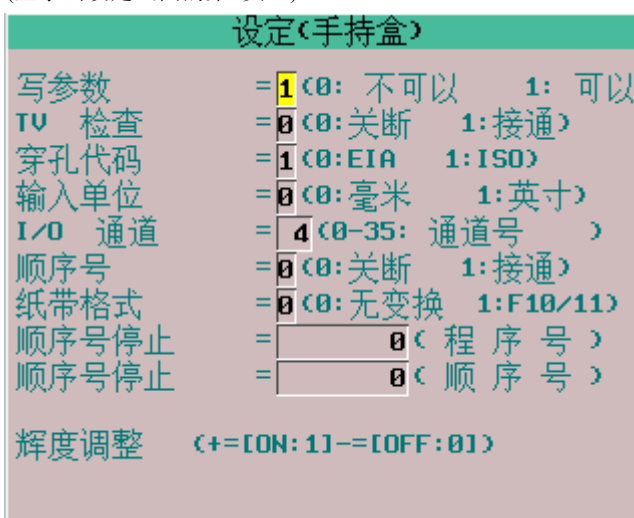 设定(手持盒)
写参数 =1(0: 不可以 1: 可以
TV 检查 =0(0:关断 1:接通)
穿孔代码 =1(0:EIA 1:ISO)
输入单位 =0(0:毫米 1:英寸)
I/O 通道 = 4(0-35: 通道号 )
顺序号 =0(0:关断 1:接通)
纸带格式 =0(0:无变换 1:F10/11)
顺序号停止 = 0( 程 序 号 )
顺序号停止 = 0( 顺 序 号 )
辉度调整 (+=[ON:1]-=[OFF:0])